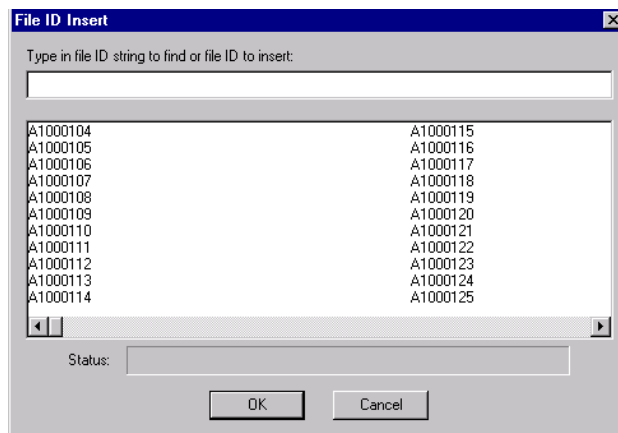 File ID Insert
Type in file ID string to find or file ID to insert:
A1000104 A1000115
A1000105 A1000116
A1000106 A1000117
A1000107 A1000118
A1000108 A1000119
A1000109 A1000120
A1000110 A1000121
A1000111 A1000122
A1000112 A1000123
A1000113 A1000124
A1000114 A1000125
Status:
OK Cancel